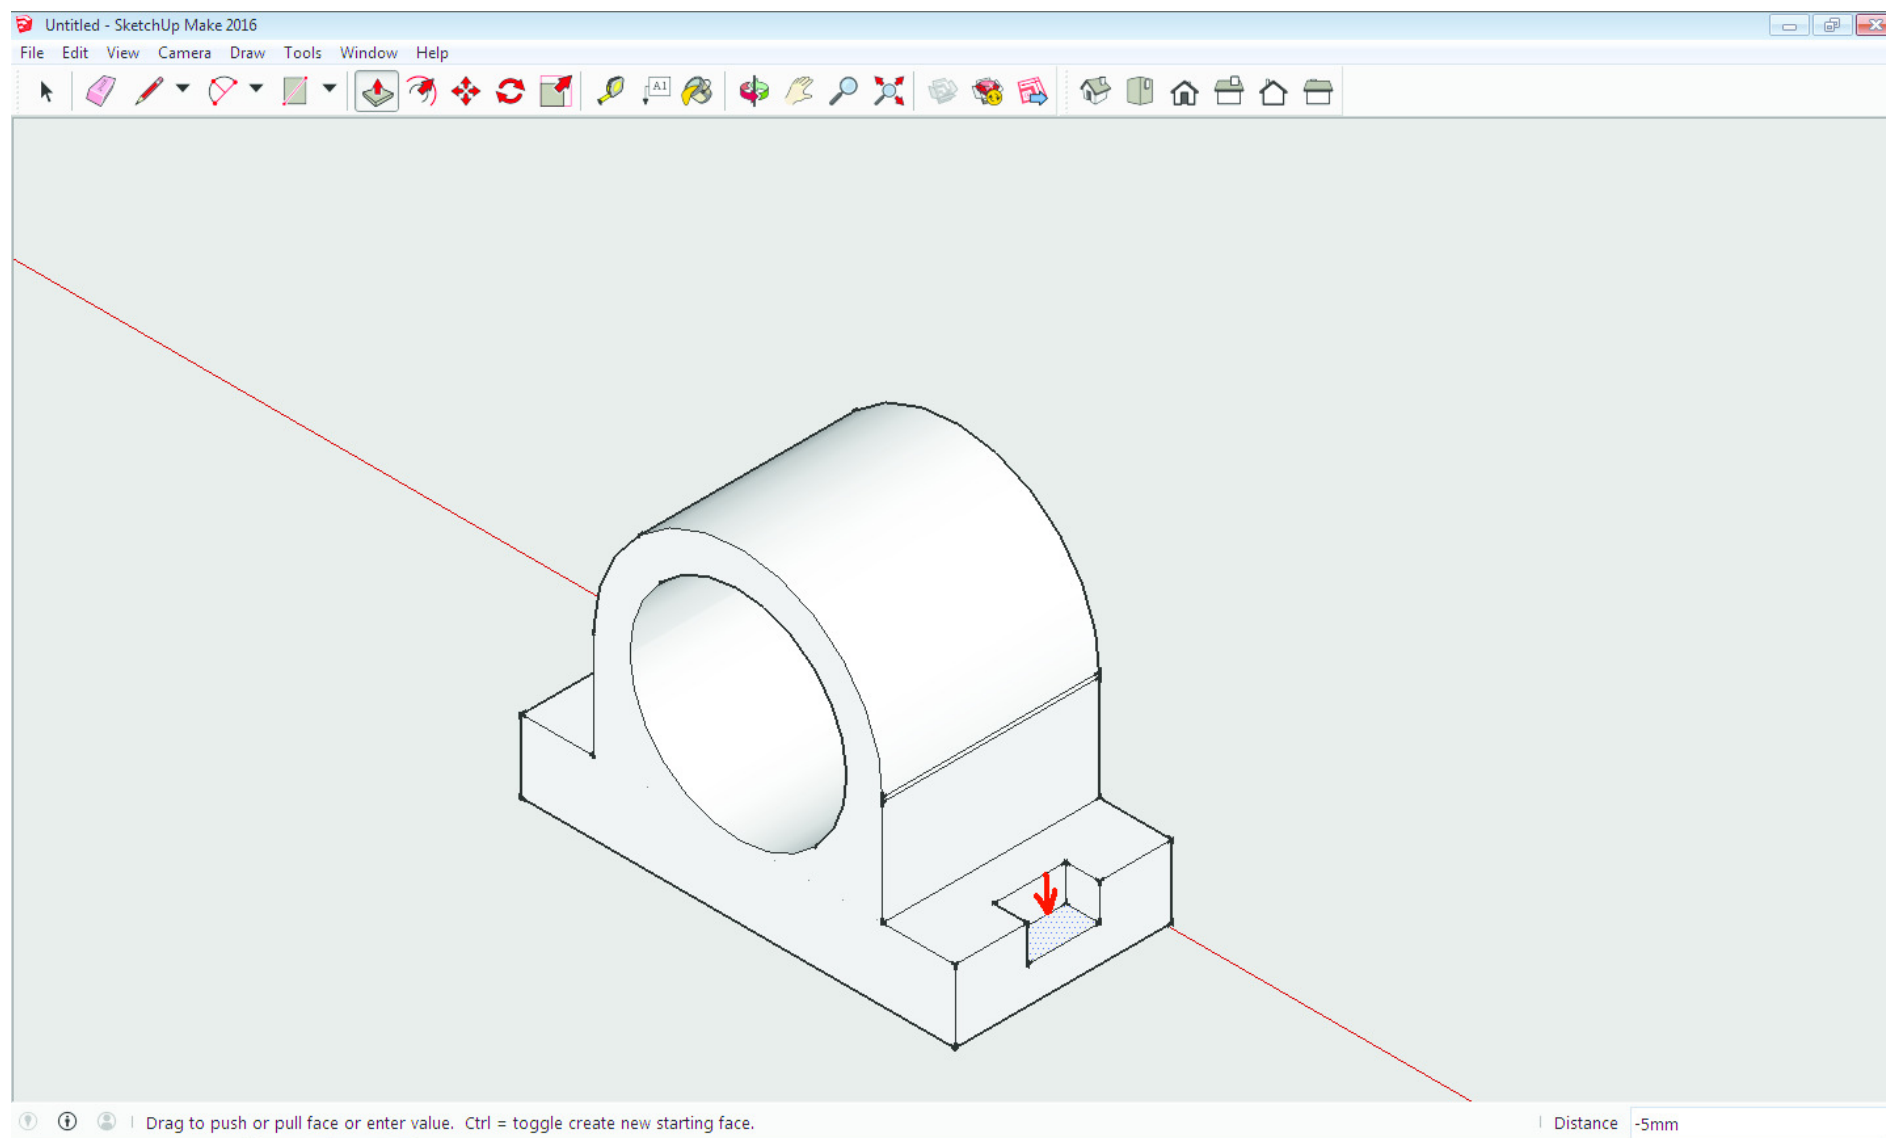 Untitled - SketchUp Make 2016
File Edit View Camera Draw Tools Window Help
A1
Drag to push or pull face or enter value. Ctrl = toggle create new starting face.
Distance -5mm